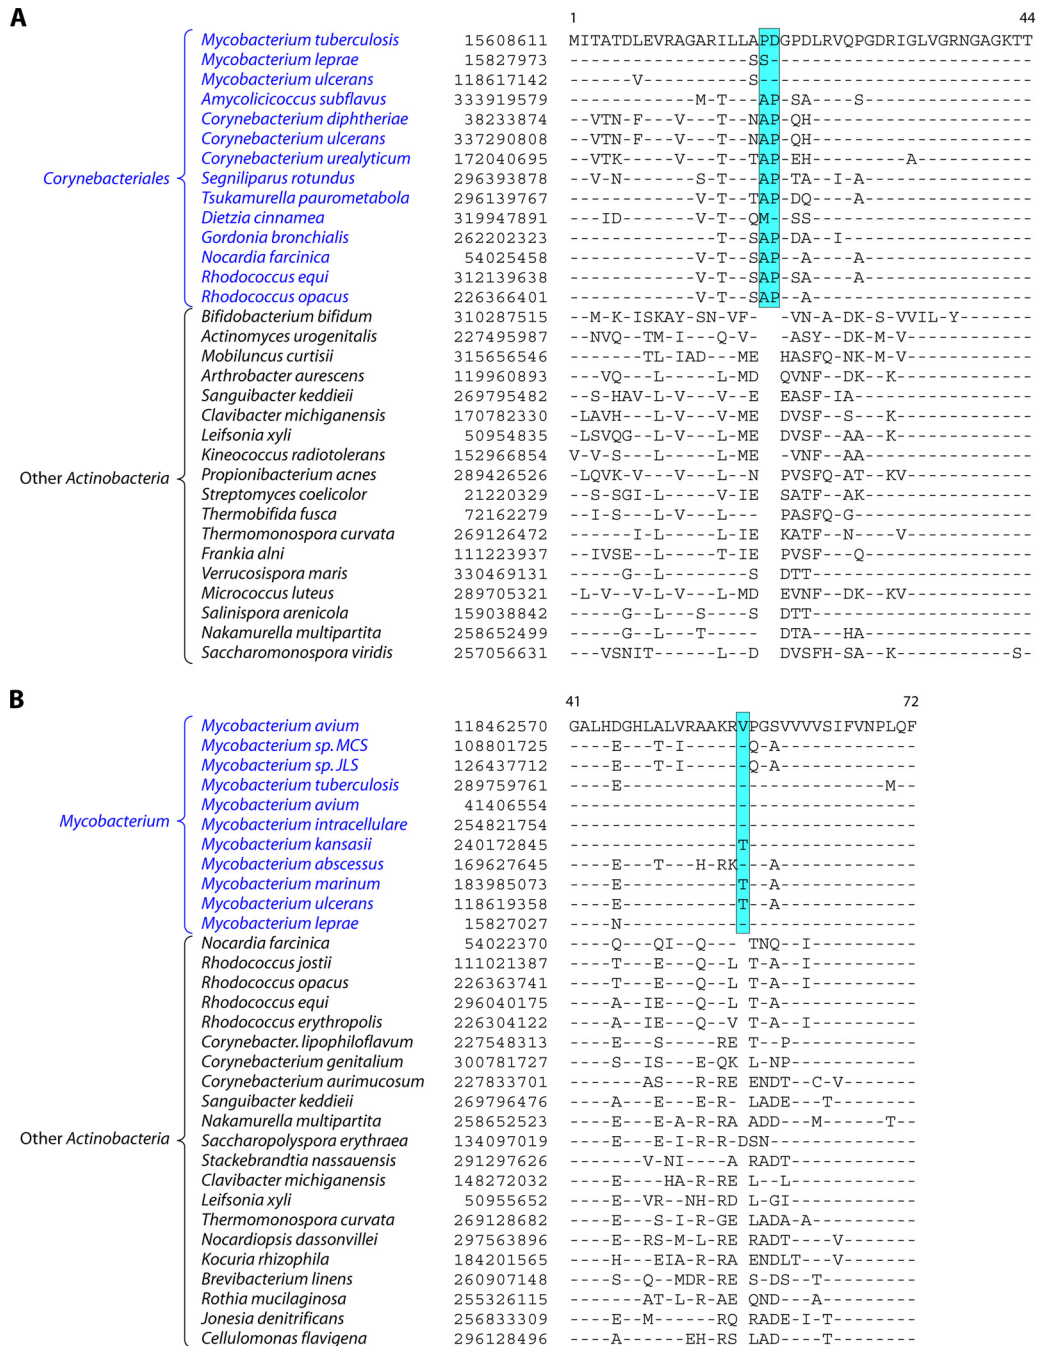 A
1 44
Mycobacterium tuberculosis 15608611 MITATDLEVRAGARILLAPDGPDLRVQPGDRIGLVGRNGAGKTT
Mycobacterium leprae 15827973 -----------------SS-------------------------
Mycobacterium ulcerans 118617142 ------V----------S--------------------------
Amycolicicoccus subflavus 333919579 ------------M-T---AP-SA----P----------------
Corynebacterium diphtheriae 38233874 --VTN-F---V---T--NAP-QH---------------------
Corynebacterium ulcerans 337290808 --VTN-F---V---T--NAP-QH---------------------
Corynebacterium urealyticum 172040695 --VTK-----V---T--TAP-EH---------A-----------
Corynebacteriales
Segniliparus rotundus 296393878 --V-N-------S-T---AP-TA--I-A----------------
Tsukamurella paurometabola 296139767 ------------V-T--TAP-DQ----A----------------
Dietzia cinnamea 319947891 ---ID-------V-T--QM--SS---------------------
Gordonia bronchialis 262202323 --------------T--SAP-DA--I------------------
Nocardia farcinica 54025458 ------------V-T--SAP--A----A----------------
Rhodococcus equi 312139638 ------------V-T--SAP-SA----A----------------
Rhodococcus opacus 226366401 ------------V-T--SAP--A---------------------
Bifidobacterium bifidum 310287515 --M-K-ISKAY-SN-VF- -VN-A-DK-S-VVIL-Y-------
Actinomyces urogenitalis 227495987 --NVQ--TM-I---Q-V- -ASY--DK-M-V------------
Mobiluncus curtisii 315656546 -------TL-IAD---ME HASFQ-NK-M-V------------
Arthrobacter aurescens 119960893 ---VQ---L-----L-MD QVNF--DK--K-------------
Sanguibacter keddieii 269795482 --S-HAV-L-V---V--E EASF-IA-----------------
Clavibacter michiganensis 170782330 -LAVH---L-V---V-ME DVSF--S---K-------------
Leifsonia xyli 50954835 -LSVQG--L-V---L-ME DVSF--AA--K-------------
Kineococcus radiotolerans 152966854 V-V-S---L-----L-ME -VNF--AA----------------
Other Actinobacteria
Propionibacterium acnes 289426526 -LQVK-V--V---L--N PVSFQ-AT--KV------------
Streptomyces coelicolor 21220329 --S-SGI-L-----V-IE SATF--AK----------------
Thermobifida fusca 72162279 --I-S---L-V---L--- PASFQ-G-----------------
Thermomonospora curvata 269126472 ------I-L-----L-IE KATF--N----V------------
Frankia alni 111223937 --IVSE--L-----T-IE PVSF---Q----------------
Verrucosispora maris 330469131 -----G--L--------S DTT---------------------
Micrococcus luteus 289705321 -L-V--V-L-V---L-MD EVNF--DK--KV------------
Salinispora arenicola 159038842 -----G--L---S----S DTT---------------------
Nakamurella multipartita 258652499 -----G--L---T----- DTA---HA----------------
Saccharomonospora viridis 257056631 ---VSNIT------L--D DVSFH-SA--K-----------S-
B
41 72
Mycobacterium avium 118462570 GALHDGHLALVRAAKRVPGSVVVVSIFVNPLQF
Mycobacterium sp. MCS 108801725 ----E---T-I------Q-A-------------
Mycobacterium sp. JLS 126437712 ----E---T-I------Q-A-------------
Mycobacterium tuberculosis 289759761 ----E-------------------------M--
Mycobacterium avium 41406554 ---------------------------------
Mycobacterium
Mycobacterium intracellulare 254821754 ---------------------------------
Mycobacterium kansasii 240172845 ----------------T----------------
Mycobacterium abscessus 169627645 ----E---T---H-RK---A-------------
Mycobacterium marinum 183985073 ----E-----------T--A-------------
Mycobacterium ulcerans 118619358 ----E-----------T--A-------------
Mycobacterium leprae 15827027 ----N----------------------------
Nocardia farcinica 54022370 ----Q---QI--Q--- TNQ--I----------
Rhodococcus jostii 111021387 ----T---E---Q--L T-A--I----------
Rhodococcus opacus 226363741 ----T---E---Q--L T-A--I----------
Rhodococcus equi 296040175 ----A--IE---Q--L T-A-------------
Rhodococcus erythropolis 226304122 ----A--IE---Q--V T-A--I----------
Corynebacter. lipophiloflavum 227548313 ----E---S-----RE T--P------------
Corynebacterium genitalium 300781727 ----S--IS---E-QK L-NP------------
Corynebacterium aurimucosum 227833701 -------AS---R-RE ENDT--C-V-------
Sanguibacter keddieii 269796476 ----A---E---E-R- LADE---T--------
Other Actinobacteria
Nakamurella multipartita 258652523 ----E---E-A-R-RA ADD---M------T--
Saccharopolyspora erythraea 134097019 ----E---E-I-R-R-DSN--------------
Stackebrandtia nassauensis 291297626 -------V-NI----A RADT------------
Clavibacter michiganensis 148272032 ----E----HA-R-RE L--L------------
Leifsonia xyli 50955652 ----E--VR--NH-RD L-GI------------
Thermomonospora curvata 269128682 ----E---S-I-R-GE LADA-A----------
Nocardiopsis dassonvillei 297563896 ----E--RS-M-L-RE RADT----V-------
Kocuria rhizophila 184201565 ----H---EIA-R-RA ENDLT---V-------
Brevibacterium linens 260907148 ----S--Q--MDR-RE S-DS--T---------
Rothia mucilaginosa 255326115 -------AT-L-R-AE QND---A---------
Jonesia denitrificans 256833309 ----E--M------RQ RADE-I-T--------
Cellulomonas flavigena 296128496 ----A------EH-RS LAD----T--------